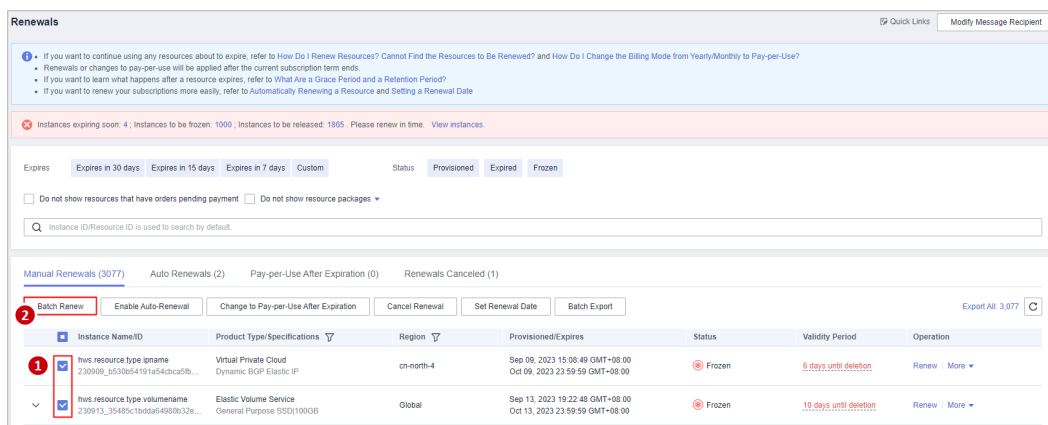 Renewals
Quick Links
Modify Message Recipient
If you want to continue using any resources about to expire, refer to How Do I Renew Resources? Cannot Find the Resources to Be Renewed? and How Do I Change the Billing Mode from Yearly/Monthly to Pay-per-Use?
Renewals or changes to pay-per-use will be applied after the current subscription term ends.
If you want to learn what happens after a resource expires, refer to What Are a Grace Period and a Retention Period?
If you want to renew your subscriptions more easily, refer to Automatically Renewing a Resource and Setting a Renewal Date
Instances expiring soon: 4 ; Instances to be frozen: 1000 ; Instances to be released: 1865 . Please renew in time. View instances.
Expires Expires in 30 days Expires in 15 days Expires in 7 days Custom Status Provisioned Expired Frozen
Do not show resources that have orders pending payment Do not show resource packages
Instance ID/Resource ID is used to search by default.
Manual Renewals (3077) Auto Renewals (2) Pay-per-Use After Expiration (0) Renewals Canceled (1)
2 Batch Renew Enable Auto-Renewal Change to Pay-per-Use After Expiration Cancel Renewal Set Renewal Date Batch Export Export All: 3,077
Instance Name/ID Product Type/Specifications Region Provisioned/Expires Status Validity Period Operation
1
hws.resource.type.ipname Virtual Private Cloud cn-north-4 Sep 09, 2023 15:08:49 GMT+08:00 Frozen 6 days until deletion Renew More
230909_b530b54191a54cbca5fb... Dynamic BGP Elastic IP Oct 09, 2023 23:59:59 GMT+08:00
hws.resource.type.volumename Elastic Volume Service Global Sep 13, 2023 19:22:48 GMT+08:00 Frozen 10 days until deletion Renew More
230913_35485c1bdda64980b32e... General Purpose SSD|100GB Oct 13, 2023 23:59:59 GMT+08:00